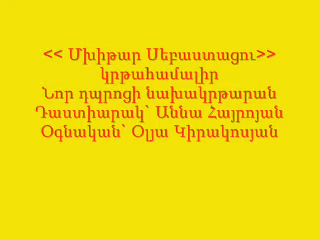 << Մխիթար Սեբաստացու>>
կրթահամալիր
Նոր դպրոցի նախակրթարան
Դաստիարակ` Աննա Հայրոյան
Օգնական` Օլյա Կիրակոսյան